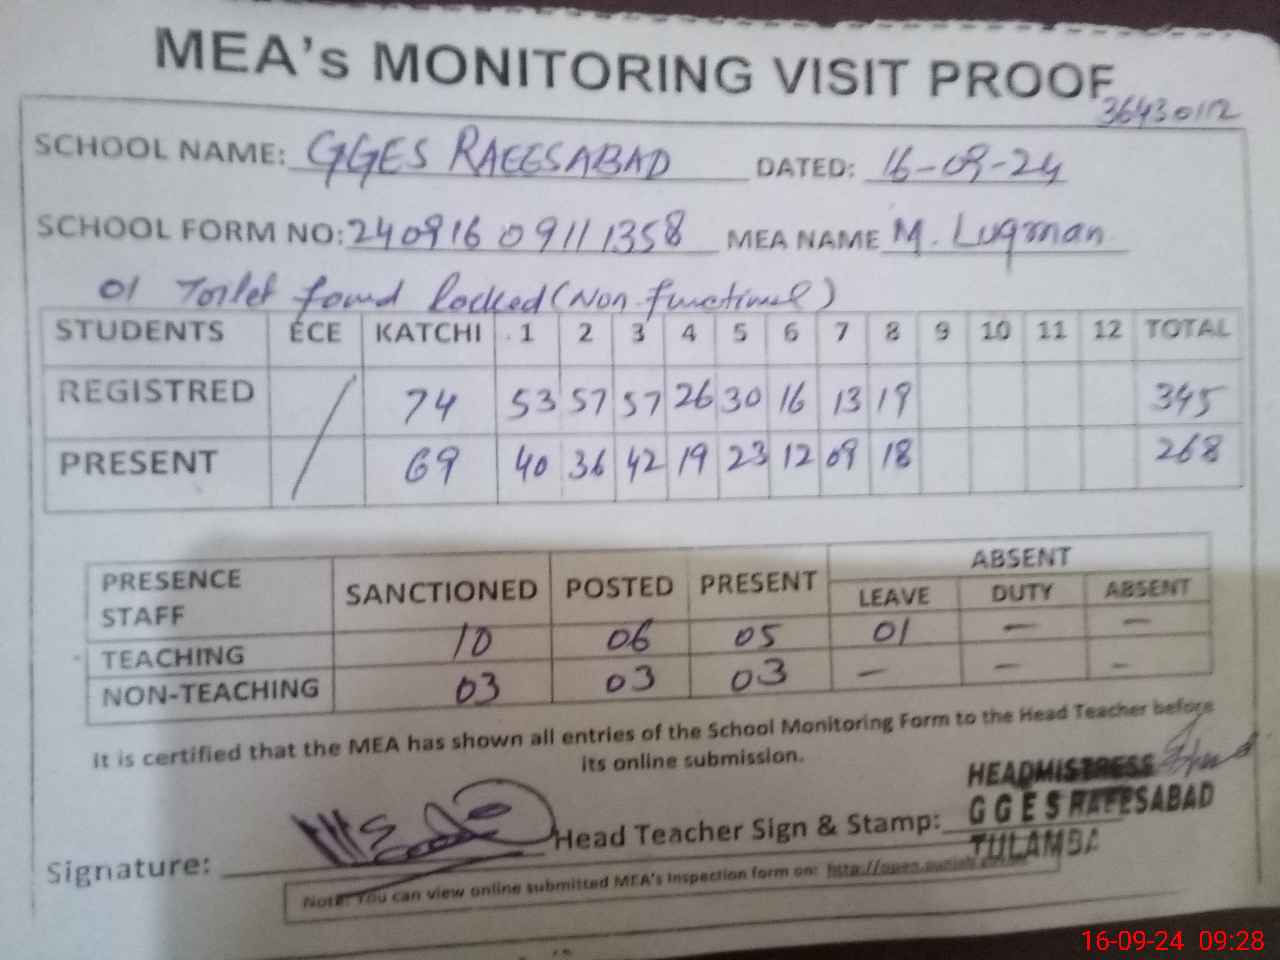 MEA's MONITORING VISIT PROOF
36430112
SCHOOL NAME: GGES RAEESABAD DATED: 16-09-24
SCHOOL FORM NO: 240916 09111358 MEA NAME M. Luqman
01 Toilet found Locked (Non functional)
STUDENTS ECE KATCHI 1 2 3 4 5 6 7 8 9 10 11 12 TOTAL
REGISTRED / 74 53 57 57 26 30 16 13 19 345
PRESENT 69 40 36 42 19 23 12 09 18 268
ABSENT
PRESENCE STAFF SANCTIONED POSTED PRESENT LEAVE DUTY ABSENT
TEACHING 10 06 05 01 — —
NON-TEACHING 03 03 03 — — —
It is certified that the MEA has shown all entries of the School Monitoring Form to the Head Teacher before
its online submission.
HEADMISTRESS
G G E S RAEESABAD
TULAMBA
Signature: Head Teacher Sign & Stamp:
Note: You can view online submitted MEA's Inspection form on: http://open.punjab
16-09-24 09:28